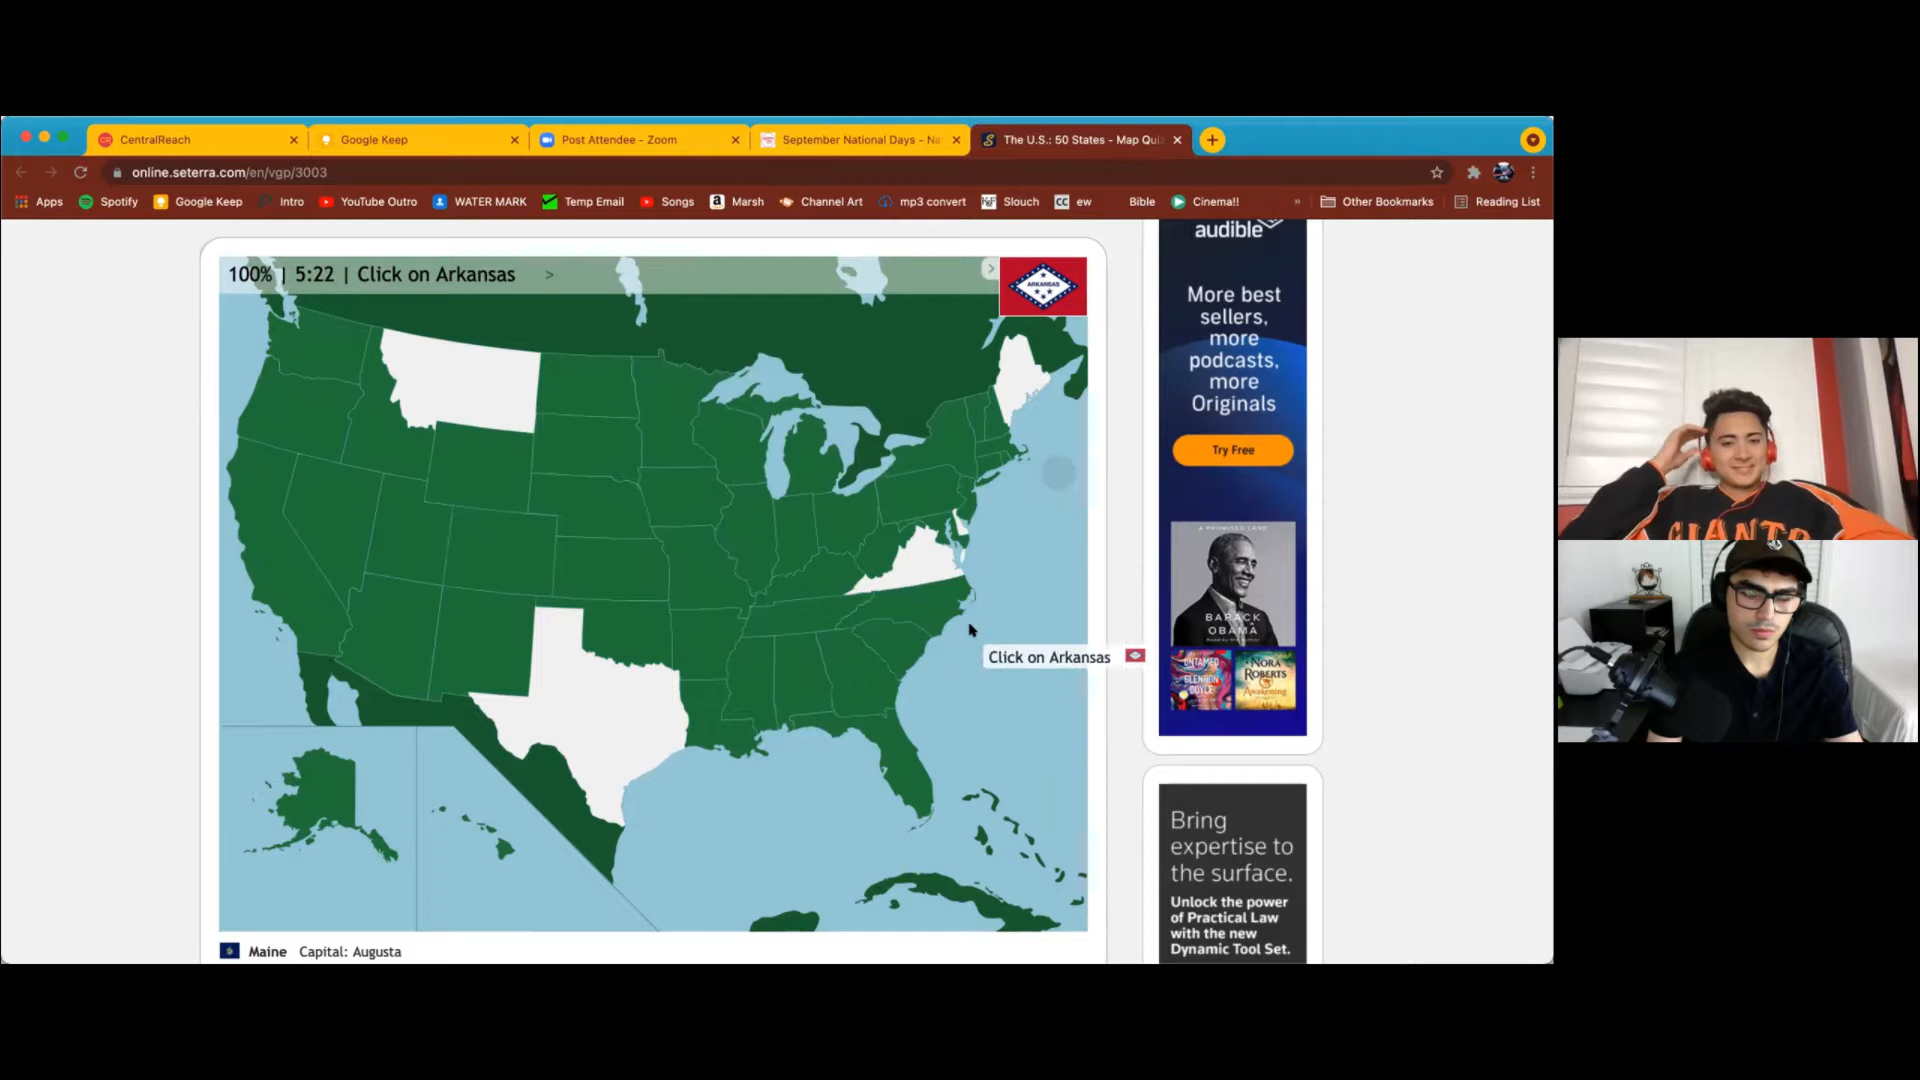 CentralReach
Google Keep
Post Attendee - Zoom
September National Days - Na
The U.S.: 50 States - Map Qui
online.seterra.com/en/vgp/3003
Apps
Spotify
Google Keep
Intro
YouTube Outro
WATER MARK
Temp Email
Songs
Marsh
Channel Art
mp3 convert
Slouch
CC ew
Bible
Cinema!!
»
Other Bookmarks
Reading List
100% | 5:22 | Click on Arkansas >
ARKANSAS
Click on Arkansas
Maine Capital: Augusta
audible
More best
sellers,
more
podcasts,
more
Originals
Try Free
A PROMISED LAND
BARACK
OBAMA
UNTAMED
GLENNON
DOYLE
NORA
ROBERTS
Awakening
Bring
expertise to
the surface.
Unlock the power
of Practical Law
with the new
Dynamic Tool Set.
GIANTS